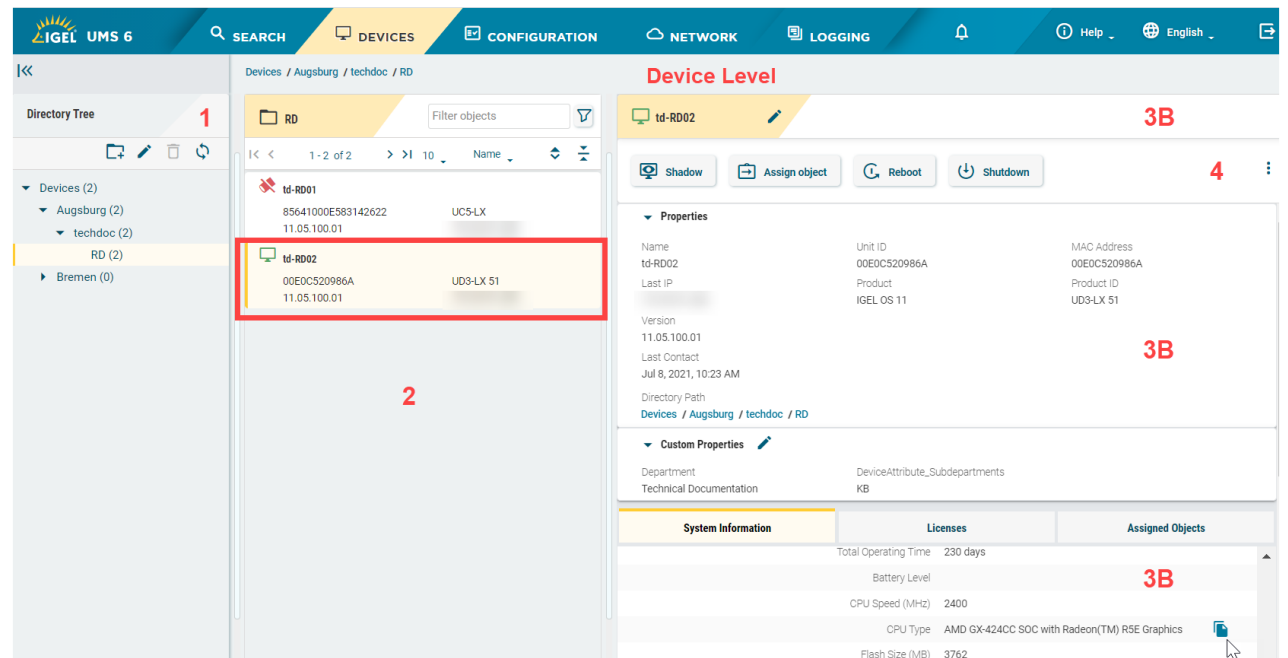 IGEL UMS 6
SEARCH
DEVICES
CONFIGURATION
NETWORK
LOGGING
Help
English
Devices / Augsburg / techdoc / RD
Device Level
Directory Tree
1
Devices (2)
Augsburg (2)
techdoc (2)
RD (2)
Bremen (0)
RD
Filter objects
1 - 2 of 2
10
Name
td-RD01
85641000E583142622
UC5-LX
11.05.100.01
td-RD02
00E0C520986A
UD3-LX 51
11.05.100.01
2
td-RD02
3B
Shadow
Assign object
Reboot
Shutdown
4
Properties
Name
Unit ID
MAC Address
td-RD02
00E0C520986A
00E0C520986A
Last IP
Product
Product ID
IGEL OS 11
UD3-LX 51
Version
11.05.100.01
3B
Last Contact
Jul 8, 2021, 10:23 AM
Directory Path
Devices / Augsburg / techdoc / RD
Custom Properties
Department
DeviceAttribute_Subdepartments
Technical Documentation
KB
System Information
Licenses
Assigned Objects
Total Operating Time 230 days
Battery Level
3B
CPU Speed (MHz) 2400
CPU Type AMD GX-424CC SOC with Radeon(TM) R5E Graphics
Flash Size (MB) 3762